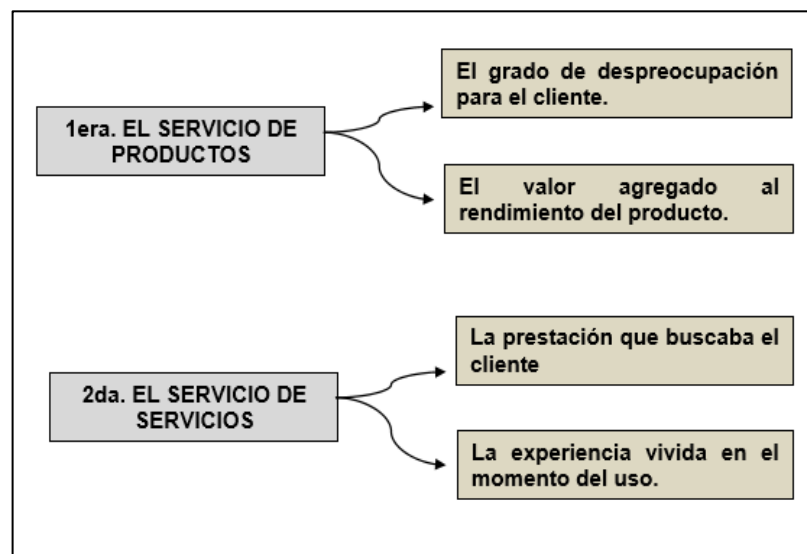 El grado de despreocupación
para el cliente.
1era. EL SERVICIO DE
PRODUCTOS
El valor agregado al
rendimiento del producto.
La prestación que buscaba el
cliente
2da. EL SERVICIO DE
SERVICIOS
La experiencia vivida en el
momento del uso.